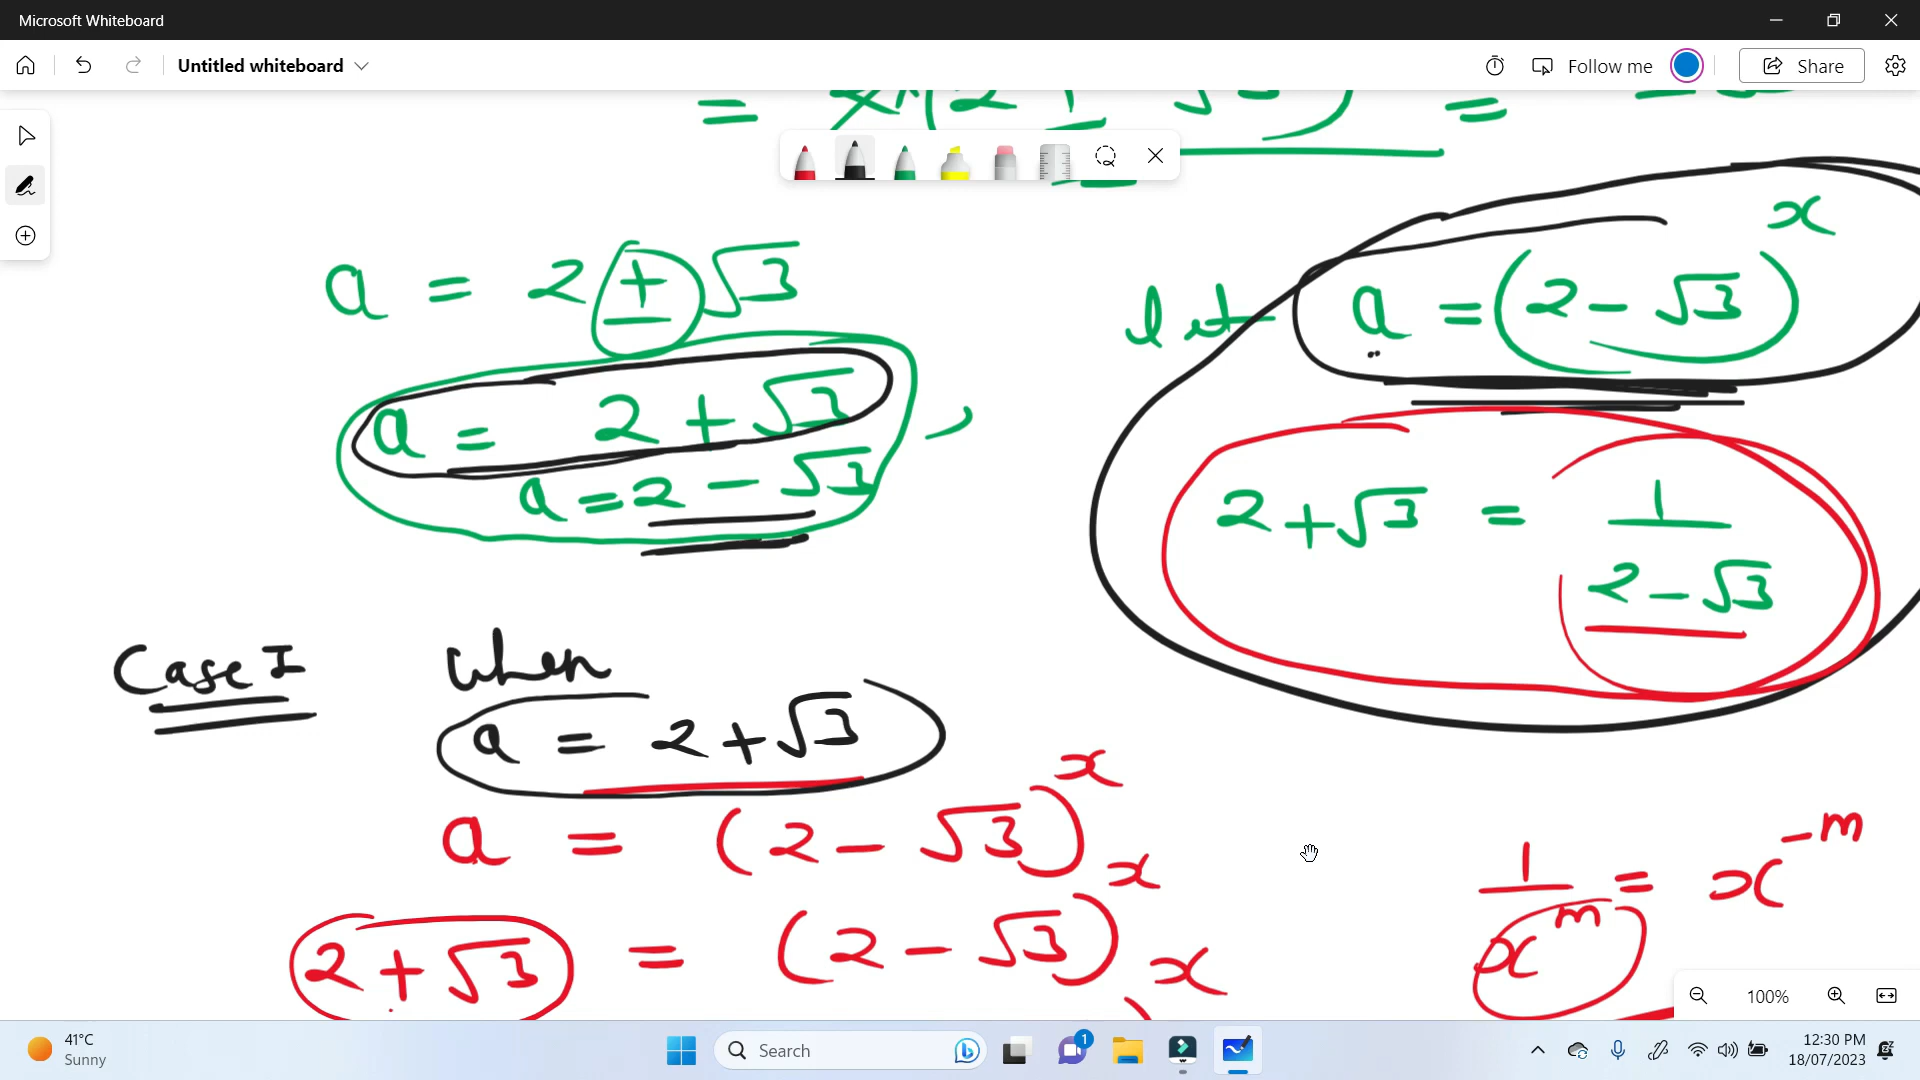 Microsoft Whiteboard
Untitled whiteboard
Follow me
Share
a = 2 ± √3
let a = (2 - √3)^x
a = 2 + √3 ,
a = 2 - √3
2 + √3 = 1 / (2 - √3)
Case I when
a = 2 + √3
a = (2 - √3)^x
1 / x^m = x^-m
2 + √3 = (2 - √3)^x
x
100%
41°C
Sunny
Search
1
12:30 PM
18/07/2023